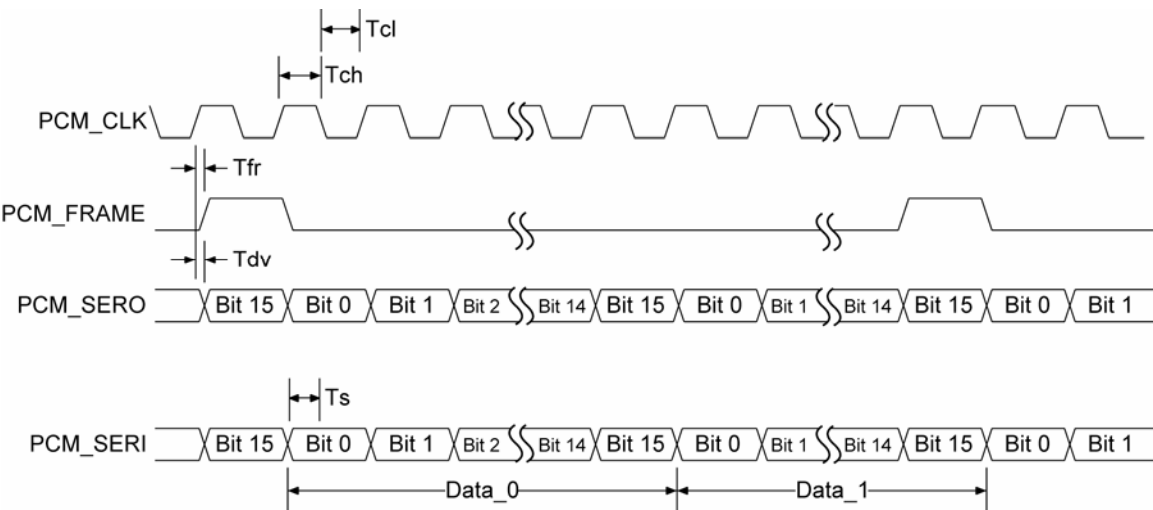 Tcl
Tch
PCM_CLK
Tfr
PCM_FRAME
Tdv
PCM_SERO Bit 15 Bit 0 Bit 1 Bit 2 Bit 14 Bit 15 Bit 0 Bit 1 Bit 14 Bit 15 Bit 0 Bit 1
Ts
PCM_SERI Bit 15 Bit 0 Bit 1 Bit 2 Bit 14 Bit 15 Bit 0 Bit 1 Bit 14 Bit 15 Bit 0 Bit 1
Data_0 Data_1